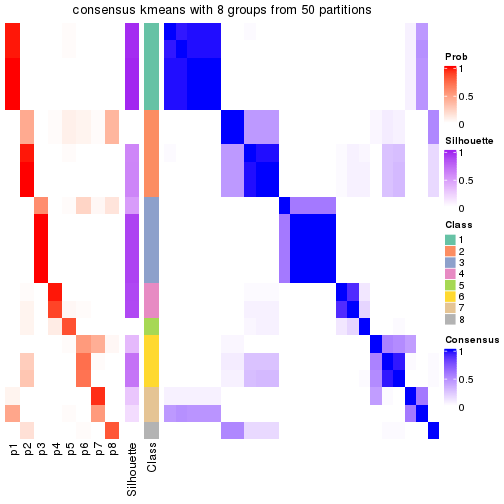 consensus kmeans with 8 groups from 50 partitions
p1
p2
p3
p4
p5
p6
p7
p8
Silhouette
Class
Prob
1
0.5
0
Silhouette
1
0.5
0
Class
1
2
3
4
5
6
7
8
Consensus
1
0.5
0